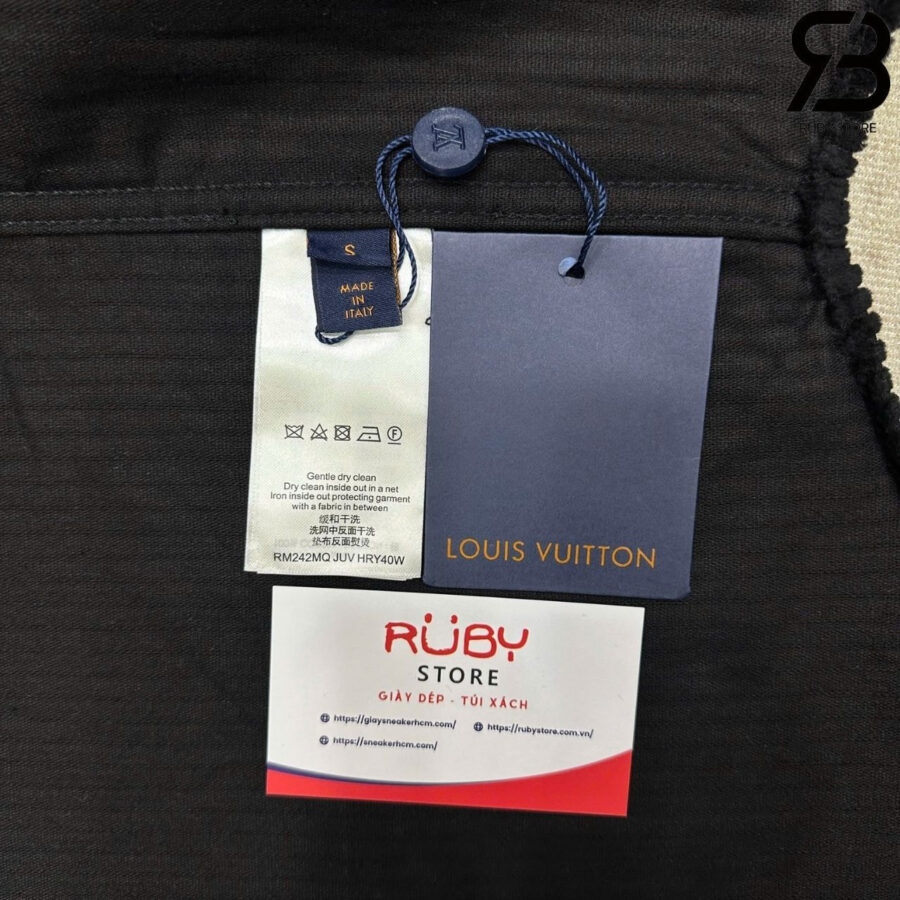 RUBY STORE
S
MADE
IN
ITALY
Gentle dry clean
Dry clean inside out in a net
Iron inside out protecting garment
with a fabric in between
缓和干洗
洗网中反面干洗
垫布反面熨烫
RM242MQ JUV HRY40W
LOUIS VUITTON
RÜBY
STORE
GIÀY DÉP - TÚI XÁCH
https://giaysneakerhcm.com/
https://rubystore.com.vn/
https://sneakerhcm.com/